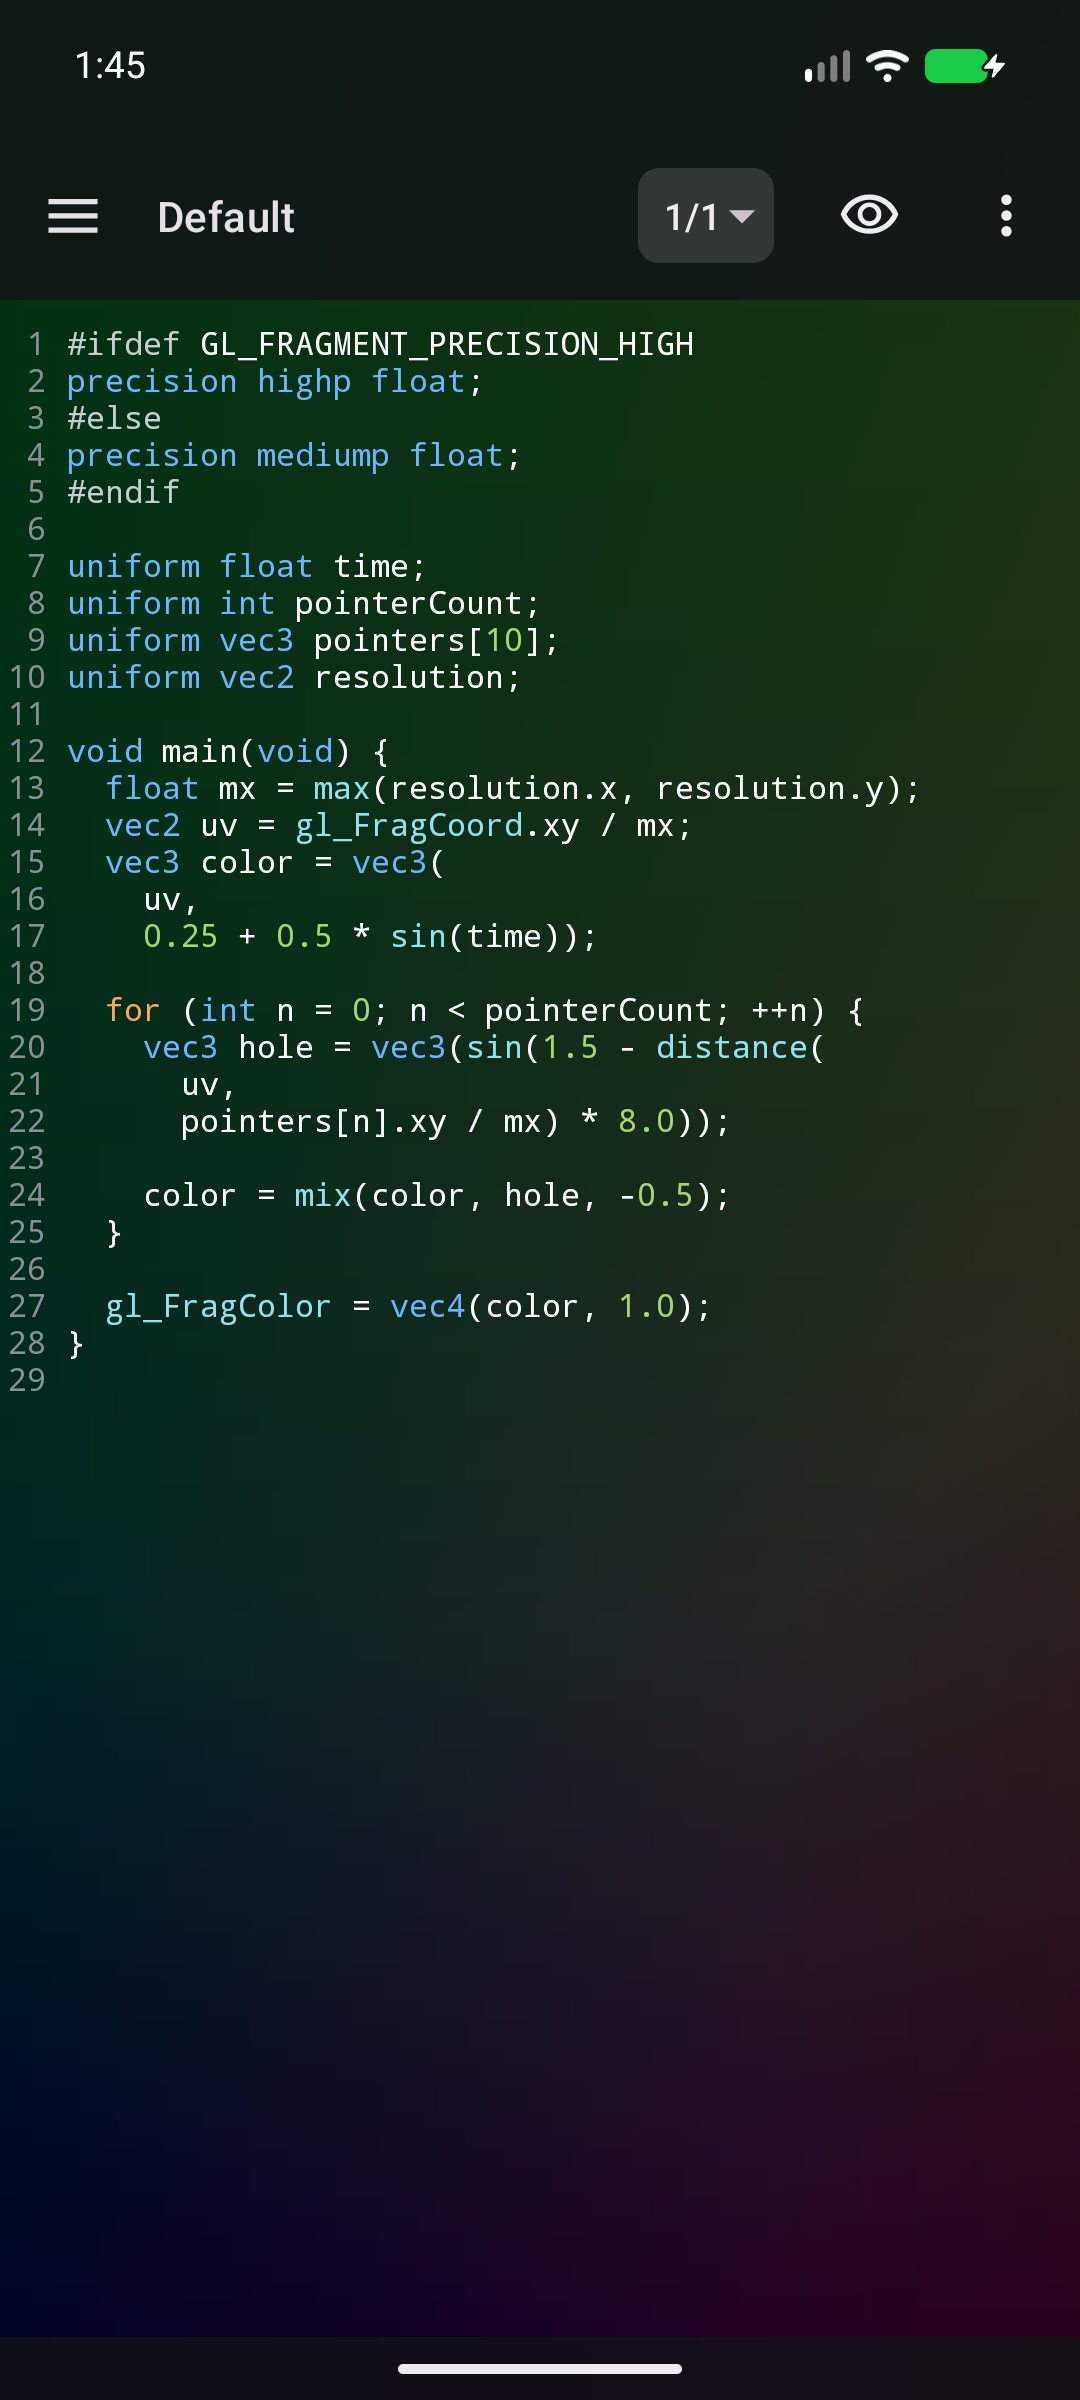 1:45
Default
1/1
1 #ifdef GL_FRAGMENT_PRECISION_HIGH
2 precision highp float;
3 #else
4 precision mediump float;
5 #endif
6
7 uniform float time;
8 uniform int pointerCount;
9 uniform vec3 pointers[10];
10 uniform vec2 resolution;
11
12 void main(void) {
13   float mx = max(resolution.x, resolution.y);
14   vec2 uv = gl_FragCoord.xy / mx;
15   vec3 color = vec3(
16     uv,
17     0.25 + 0.5 * sin(time));
18
19   for (int n = 0; n < pointerCount; ++n) {
20     vec3 hole = vec3(sin(1.5 - distance(
21       uv,
22       pointers[n].xy / mx) * 8.0));
23
24     color = mix(color, hole, -0.5);
25   }
26
27   gl_FragColor = vec4(color, 1.0);
28 }
29